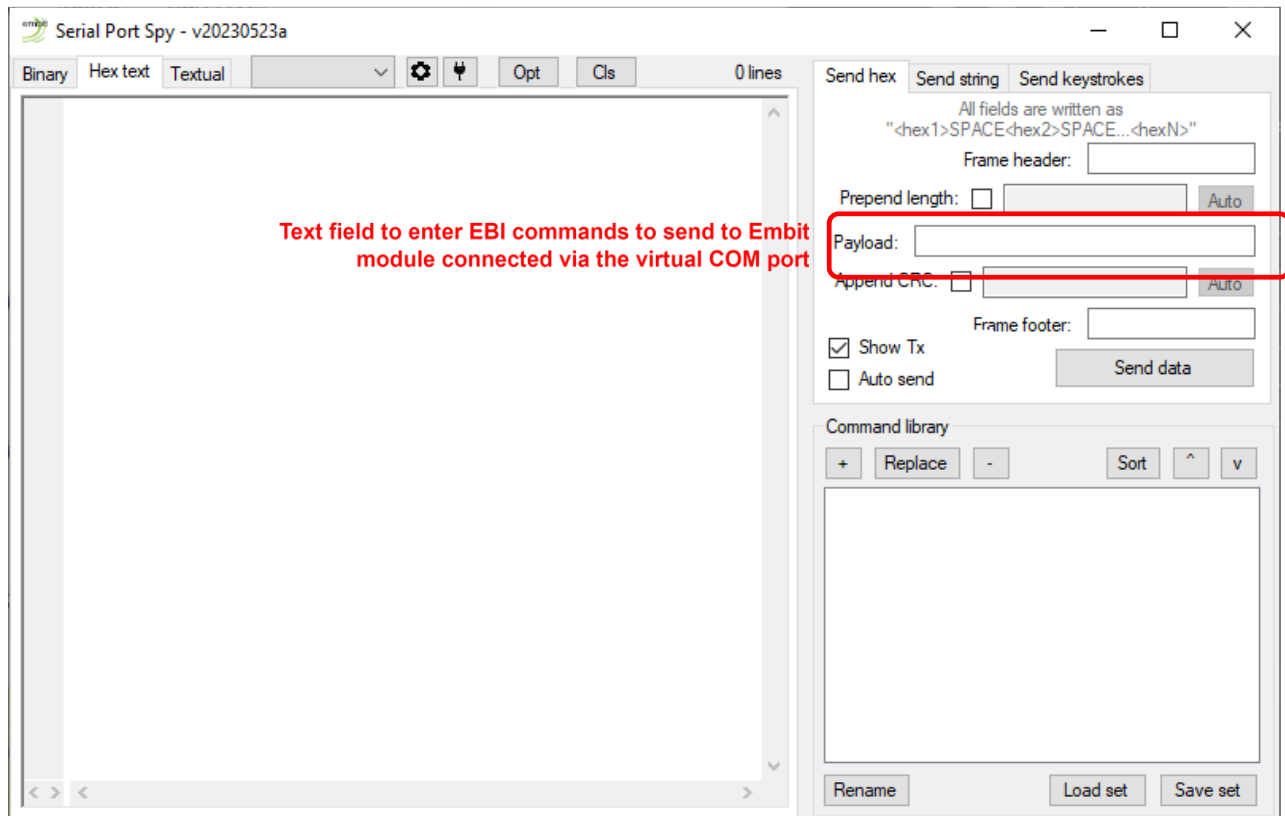 embit
Serial Port Spy - v20230523a
Binary Hex text Textual Opt Cls 0 lines
Send hex Send string Send keystrokes
All fields are written as
"<hex1>SPACE<hex2>SPACE...<hexN>"
Frame header:
Prepend length: Auto
Text field to enter EBI commands to send to Embit
module connected via the virtual COM port
Payload:
Append CRC: Auto
Frame footer:
Show Tx
Auto send
Send data
Command library
+ Replace - Sort ^ v
< > < >
Rename Load set Save set